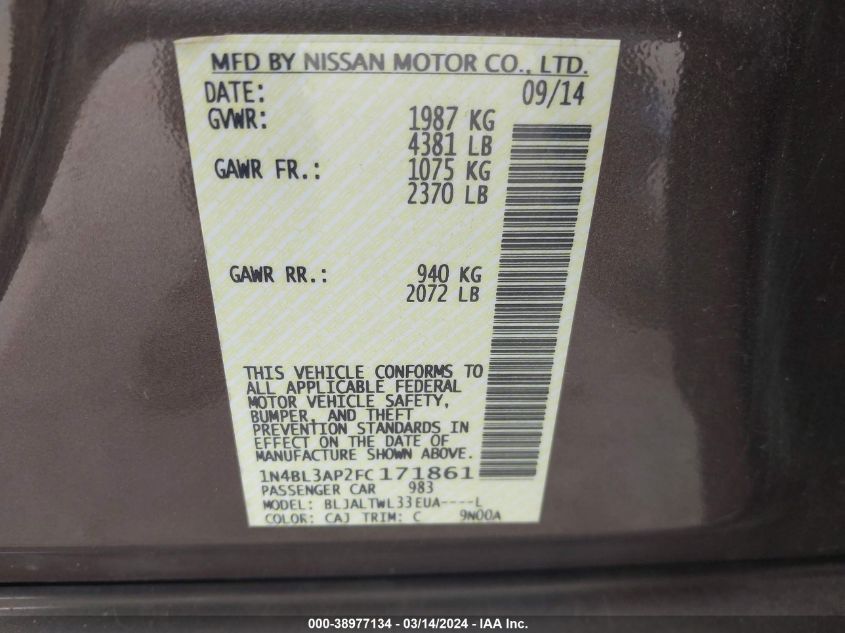 MFD BY NISSAN MOTOR CO., LTD.
DATE: 09/14
GVWR: 1987 KG
4381 LB
GAWR FR.: 1075 KG
2370 LB
GAWR RR.: 940 KG
2072 LB
THIS VEHICLE CONFORMS TO
ALL APPLICABLE FEDERAL
MOTOR VEHICLE SAFETY,
BUMPER, AND THEFT
PREVENTION STANDARDS IN
EFFECT ON THE DATE OF
MANUFACTURE SHOWN ABOVE.
1N4BL3AP2FC171861
PASSENGER CAR 983
MODEL: BLJALTWL33EUA----L
COLOR: CAJ TRIM: C 9N00A
000-38977134 - 03/14/2024 - IAA Inc.